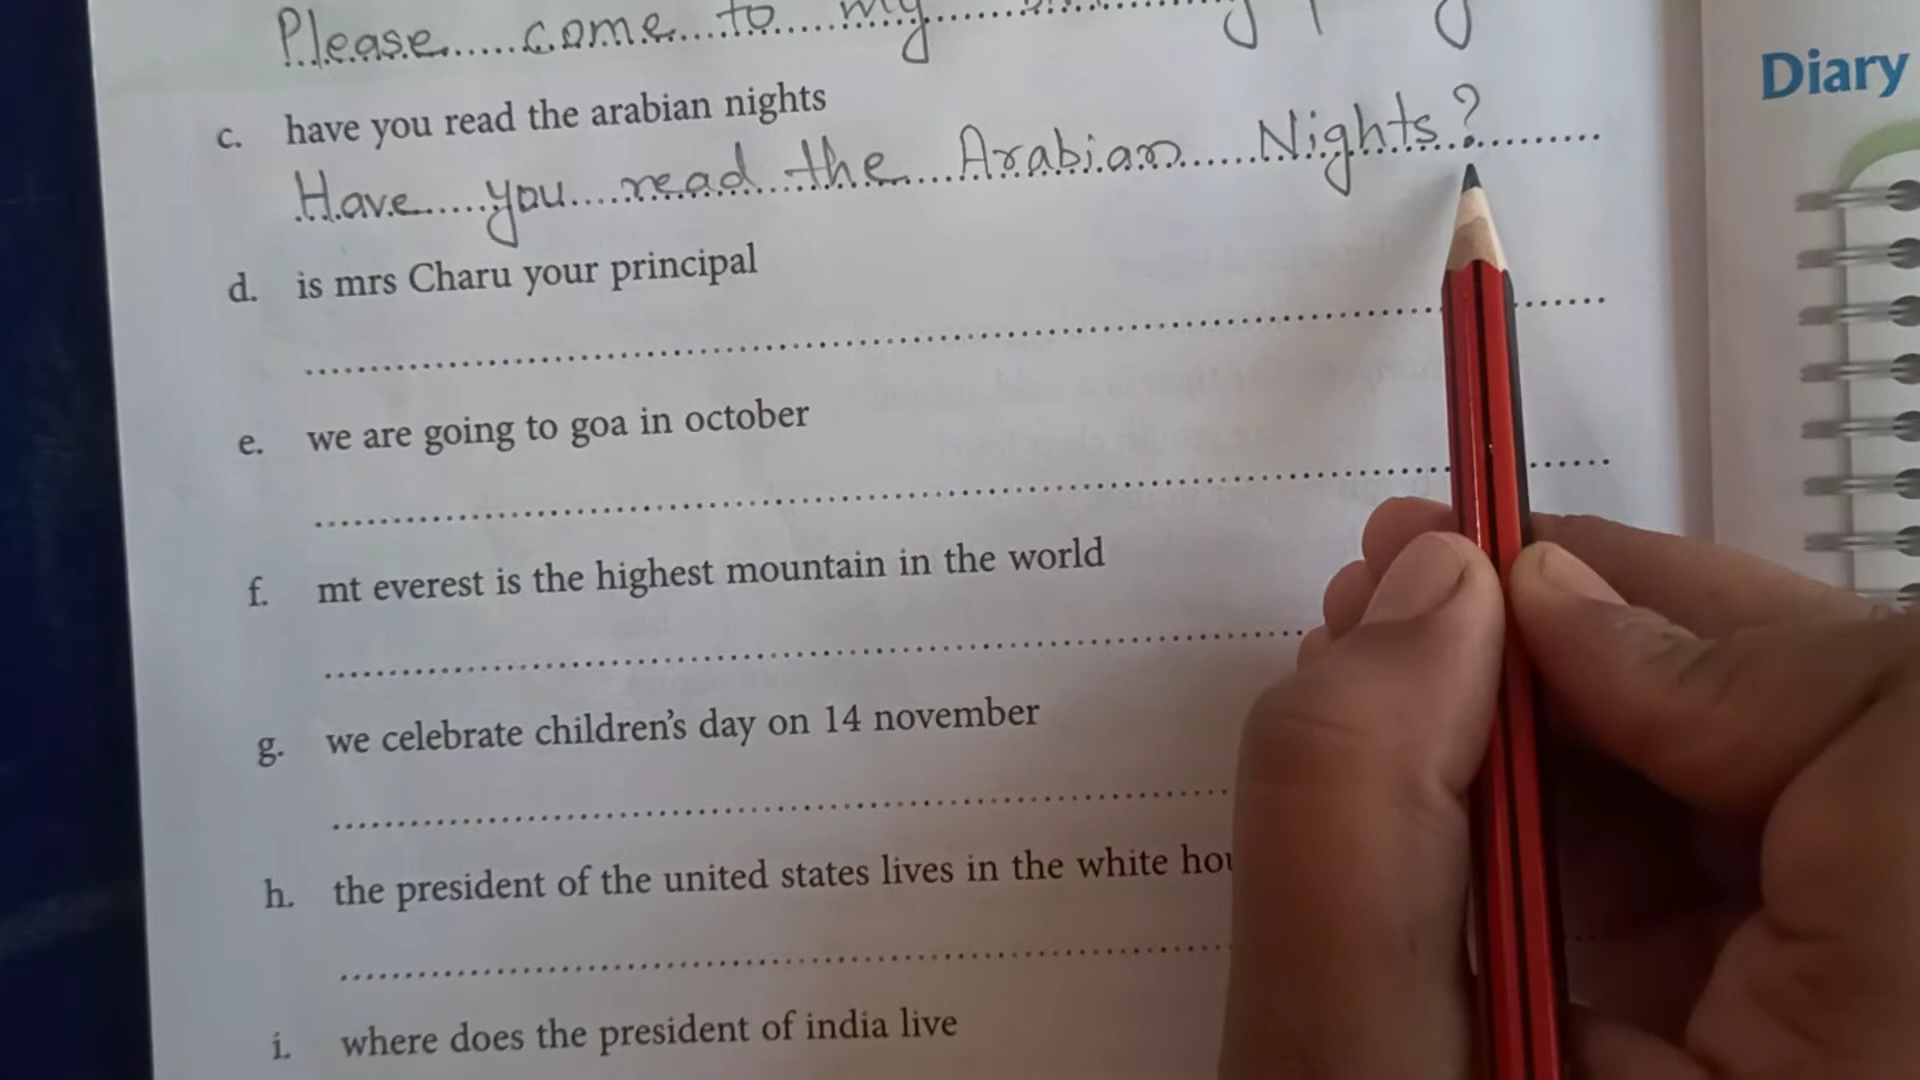 Please come to my
Diary
c. have you read the arabian nights
Have you read the Arabian Nights?
d. is mrs Charu your principal
e. we are going to goa in october
f. mt everest is the highest mountain in the world
g. we celebrate children's day on 14 november
h. the president of the united states lives in the white
i. where does the president of india live